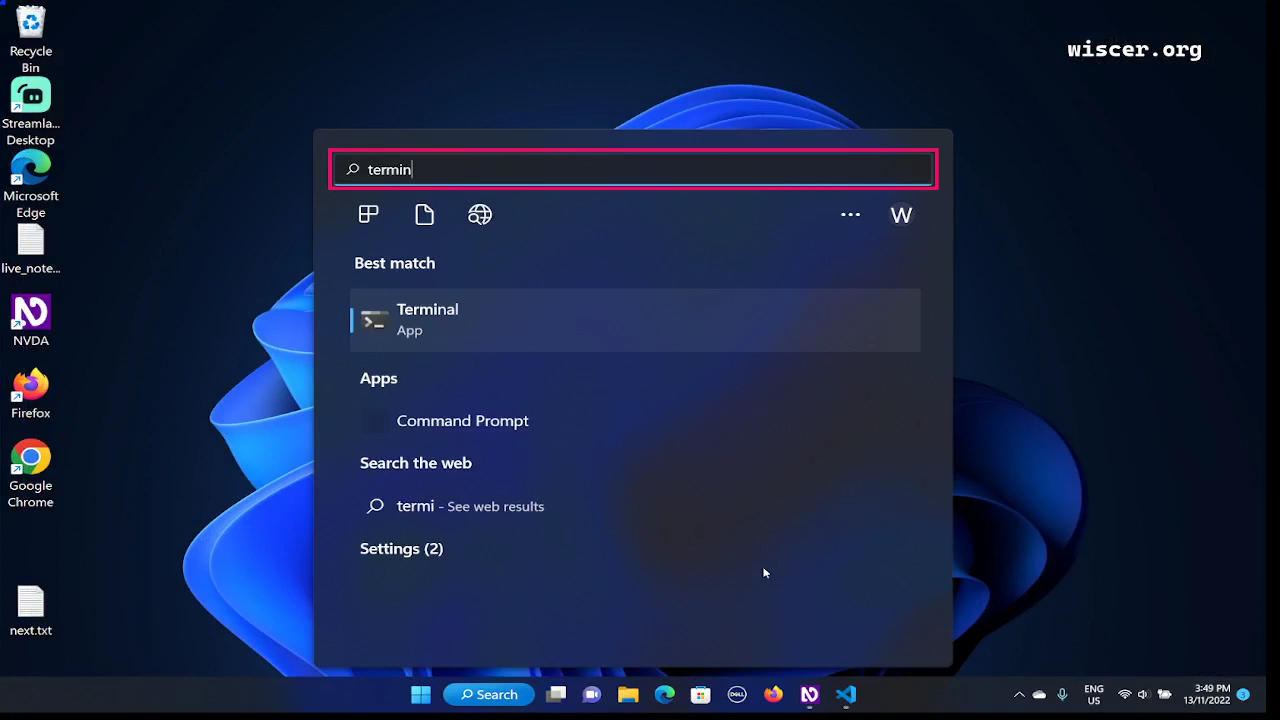 Recycle
Bin
Streamla...
Desktop
Microsoft
Edge
live_note...
NVDA
Firefox
Google
Chrome
next.txt
wiscer.org
termin
W
Best match
Terminal
App
Apps
Command Prompt
Search the web
termi - See web results
Settings (2)
Search
DELL
ENG
US
3:49 PM
13/11/2022
3